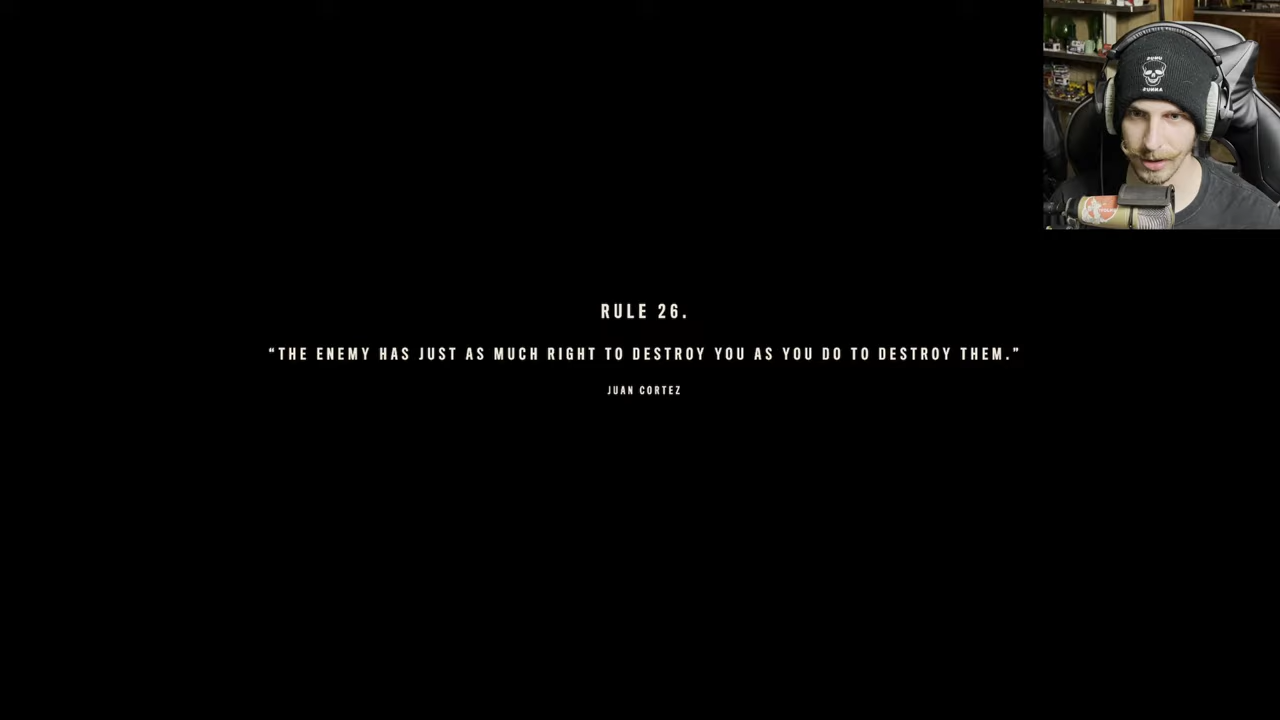 RULE 26.
“THE ENEMY HAS JUST AS MUCH RIGHT TO DESTROY YOU AS YOU DO TO DESTROY THEM.”
JUAN CORTEZ